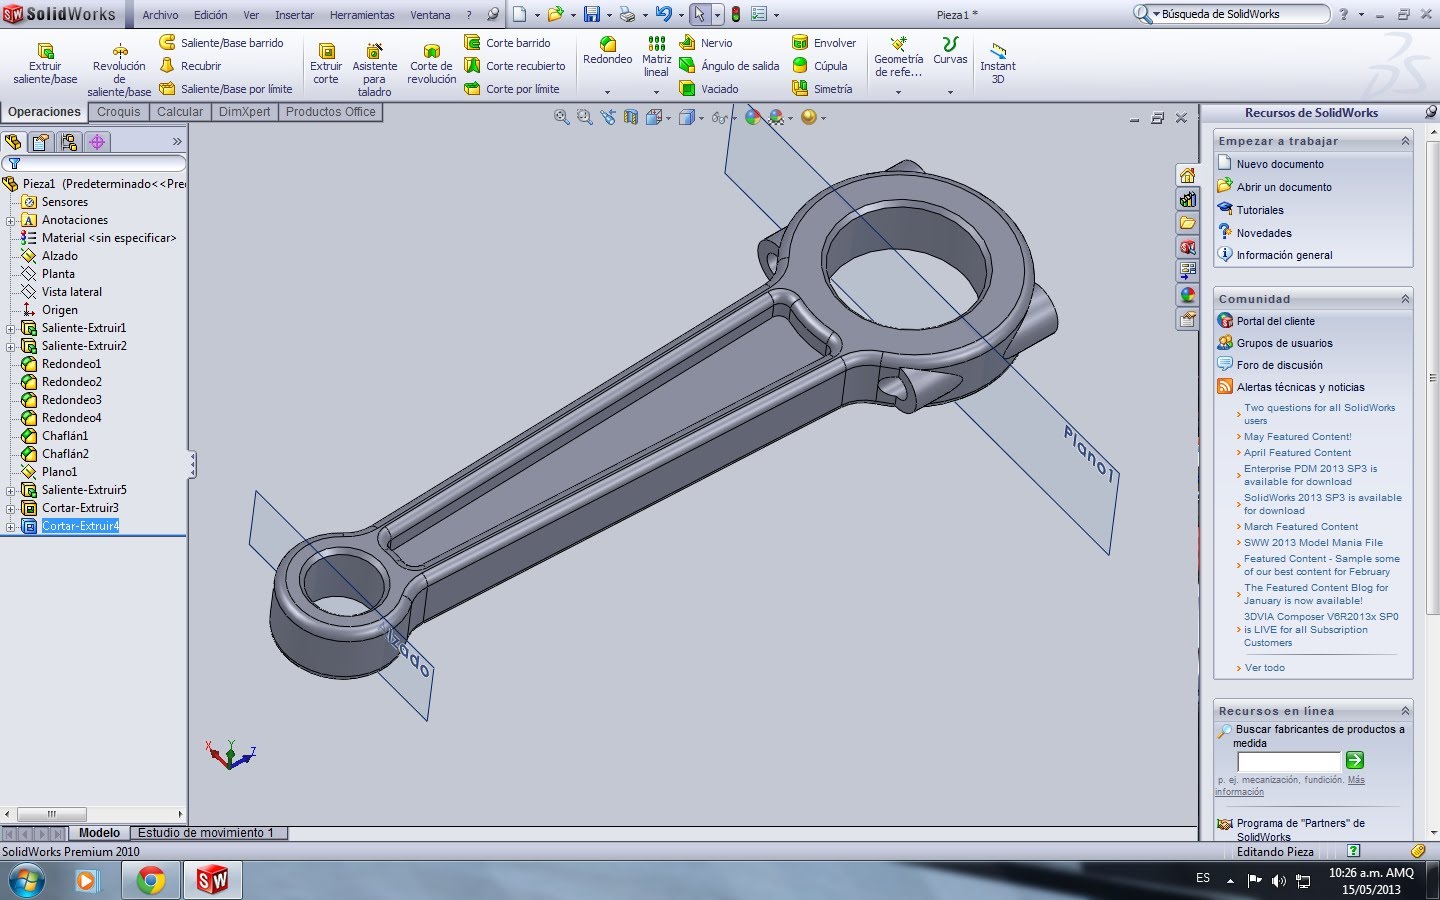 SolidWorks
Archivo Edición Ver Insertar Herramientas Ventana ?
Pieza1 *
Búsqueda de SolidWorks
Extruir saliente/base
Revolución de saliente/base
Saliente/Base barrido
Recubrir
Saliente/Base por límite
Extruir corte
Asistente para taladro
Corte de revolución
Corte barrido
Corte recubierto
Corte por límite
Redondeo
Matriz lineal
Nervio
Ángulo de salida
Vaciado
Envolver
Cúpula
Simetría
Geometría de refe...
Curvas
Instant 3D
Operaciones Croquis Calcular DimXpert Productos Office
Pieza1 (Predeterminado<<Pre
Sensores
Anotaciones
Material <sin especificar>
Alzado
Planta
Vista lateral
Origen
Saliente-Extruir1
Saliente-Extruir2
Redondeo1
Redondeo2
Redondeo3
Redondeo4
Chaflán1
Chaflán2
Plano1
Saliente-Extruir5
Cortar-Extruir3
Cortar-Extruir4
Plano1
lzado
X Y Z
Recursos de SolidWorks
Empezar a trabajar
Nuevo documento
Abrir un documento
Tutoriales
Novedades
Información general
Comunidad
Portal del cliente
Grupos de usuarios
Foro de discusión
Alertas técnicas y noticias
Two questions for all SolidWorks
users
May Featured Content!
April Featured Content
Enterprise PDM 2013 SP3 is
available for download
SolidWorks 2013 SP3 is available
for download
March Featured Content
SWW 2013 Model Mania File
Featured Content - Sample some
of our best content for February
The Featured Content Blog for
January is now available!
3DVIA Composer V6R2013x SP0
is LIVE for all Subscription
Customers
Ver todo
Recursos en línea
Buscar fabricantes de productos a
medida
p. ej. mecanización, fundición. Más
información
Programa de "Partners" de
SolidWorks
Modelo Estudio de movimiento 1
SolidWorks Premium 2010
Editando Pieza
ES
10:26 a.m. AMQ
15/05/2013